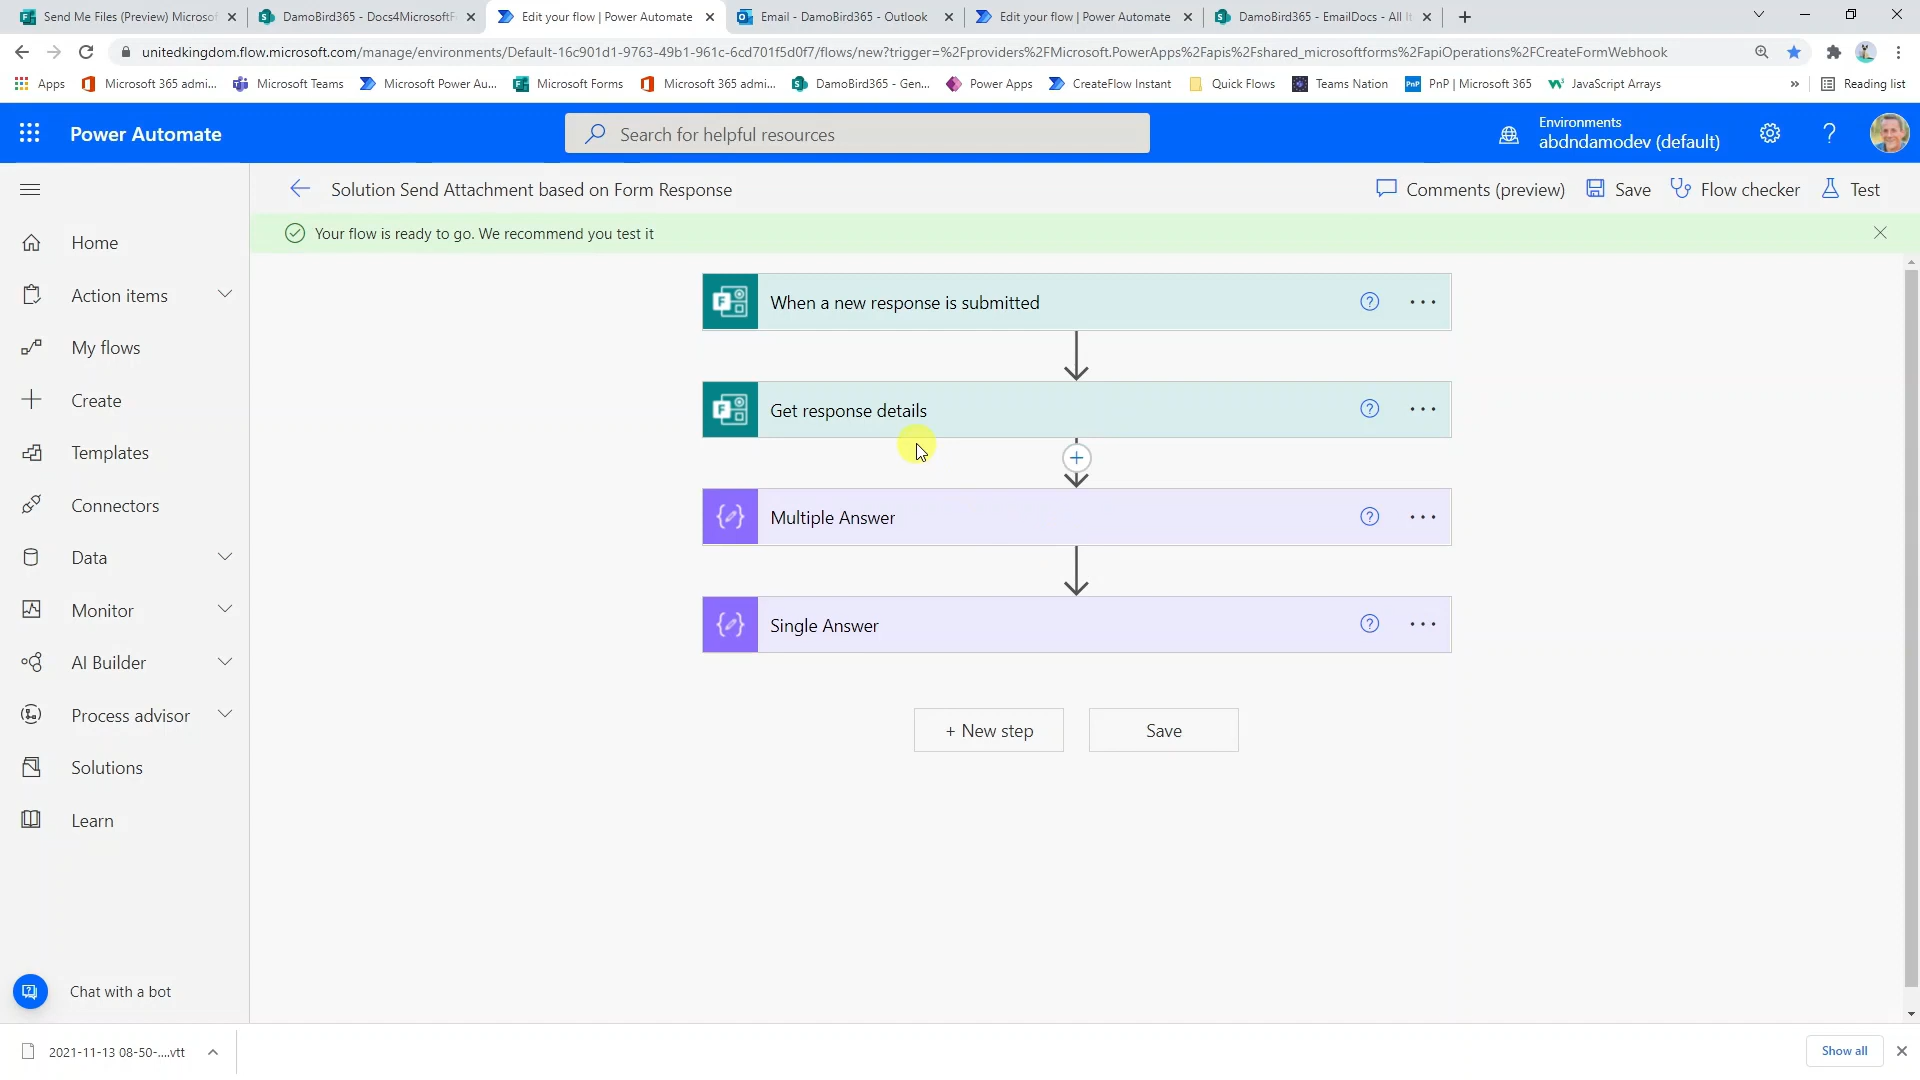 Send Me Files (Preview) Microsof
DamoBird365 - Docs4MicrosoftF
Edit your flow | Power Automate
Email - DamoBird365 - Outlook
Edit your flow | Power Automate
DamoBird365 - EmailDocs - All It
unitedkingdom.flow.microsoft.com/manage/environments/Default-16c901d1-9763-49b1-961c-6cd701f5d0f7/flows/new?trigger=%2Fproviders%2FMicrosoft.PowerApps%2Fapis%2Fshared_microsoftforms%2FapiOperations%2FCreateFormWebhook
Apps
Microsoft 365 admi...
Microsoft Teams
Microsoft Power Au...
Microsoft Forms
Microsoft 365 admi...
DamoBird365 - Gen...
Power Apps
CreateFlow Instant
Quick Flows
Teams Nation
PnP | Microsoft 365
JavaScript Arrays
»
Reading list
Power Automate
Search for helpful resources
Environments
abdndamodev (default)
?
Solution Send Attachment based on Form Response
Comments (preview)
Save
Flow checker
Test
Your flow is ready to go. We recommend you test it
Home
Action items
My flows
Create
Templates
Connectors
Data
Monitor
AI Builder
Process advisor
Solutions
Learn
Chat with a bot
When a new response is submitted
Get response details
Multiple Answer
Single Answer
+ New step
Save
2021-11-13 08-50-....vtt
Show all